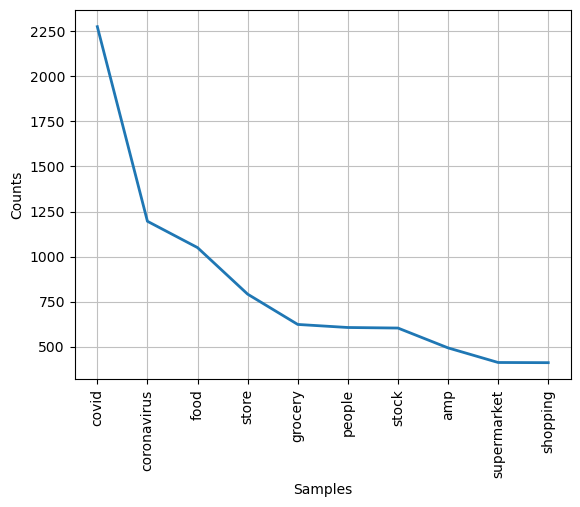 2250
2000
1750
1500
1250
1000
750
500
Counts
covid
coronavirus
food
store
grocery
people
stock
amp
supermarket
shopping
Samples